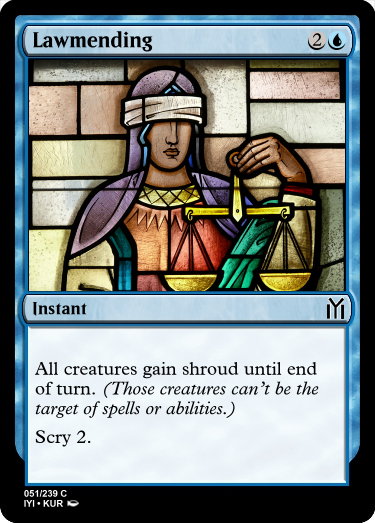 Lawmending 2
Instant
All creatures gain shroud until end
of turn. (Those creatures can't be the
target of spells or abilities.)
Scry 2.
051/239 C
IYI • KUR